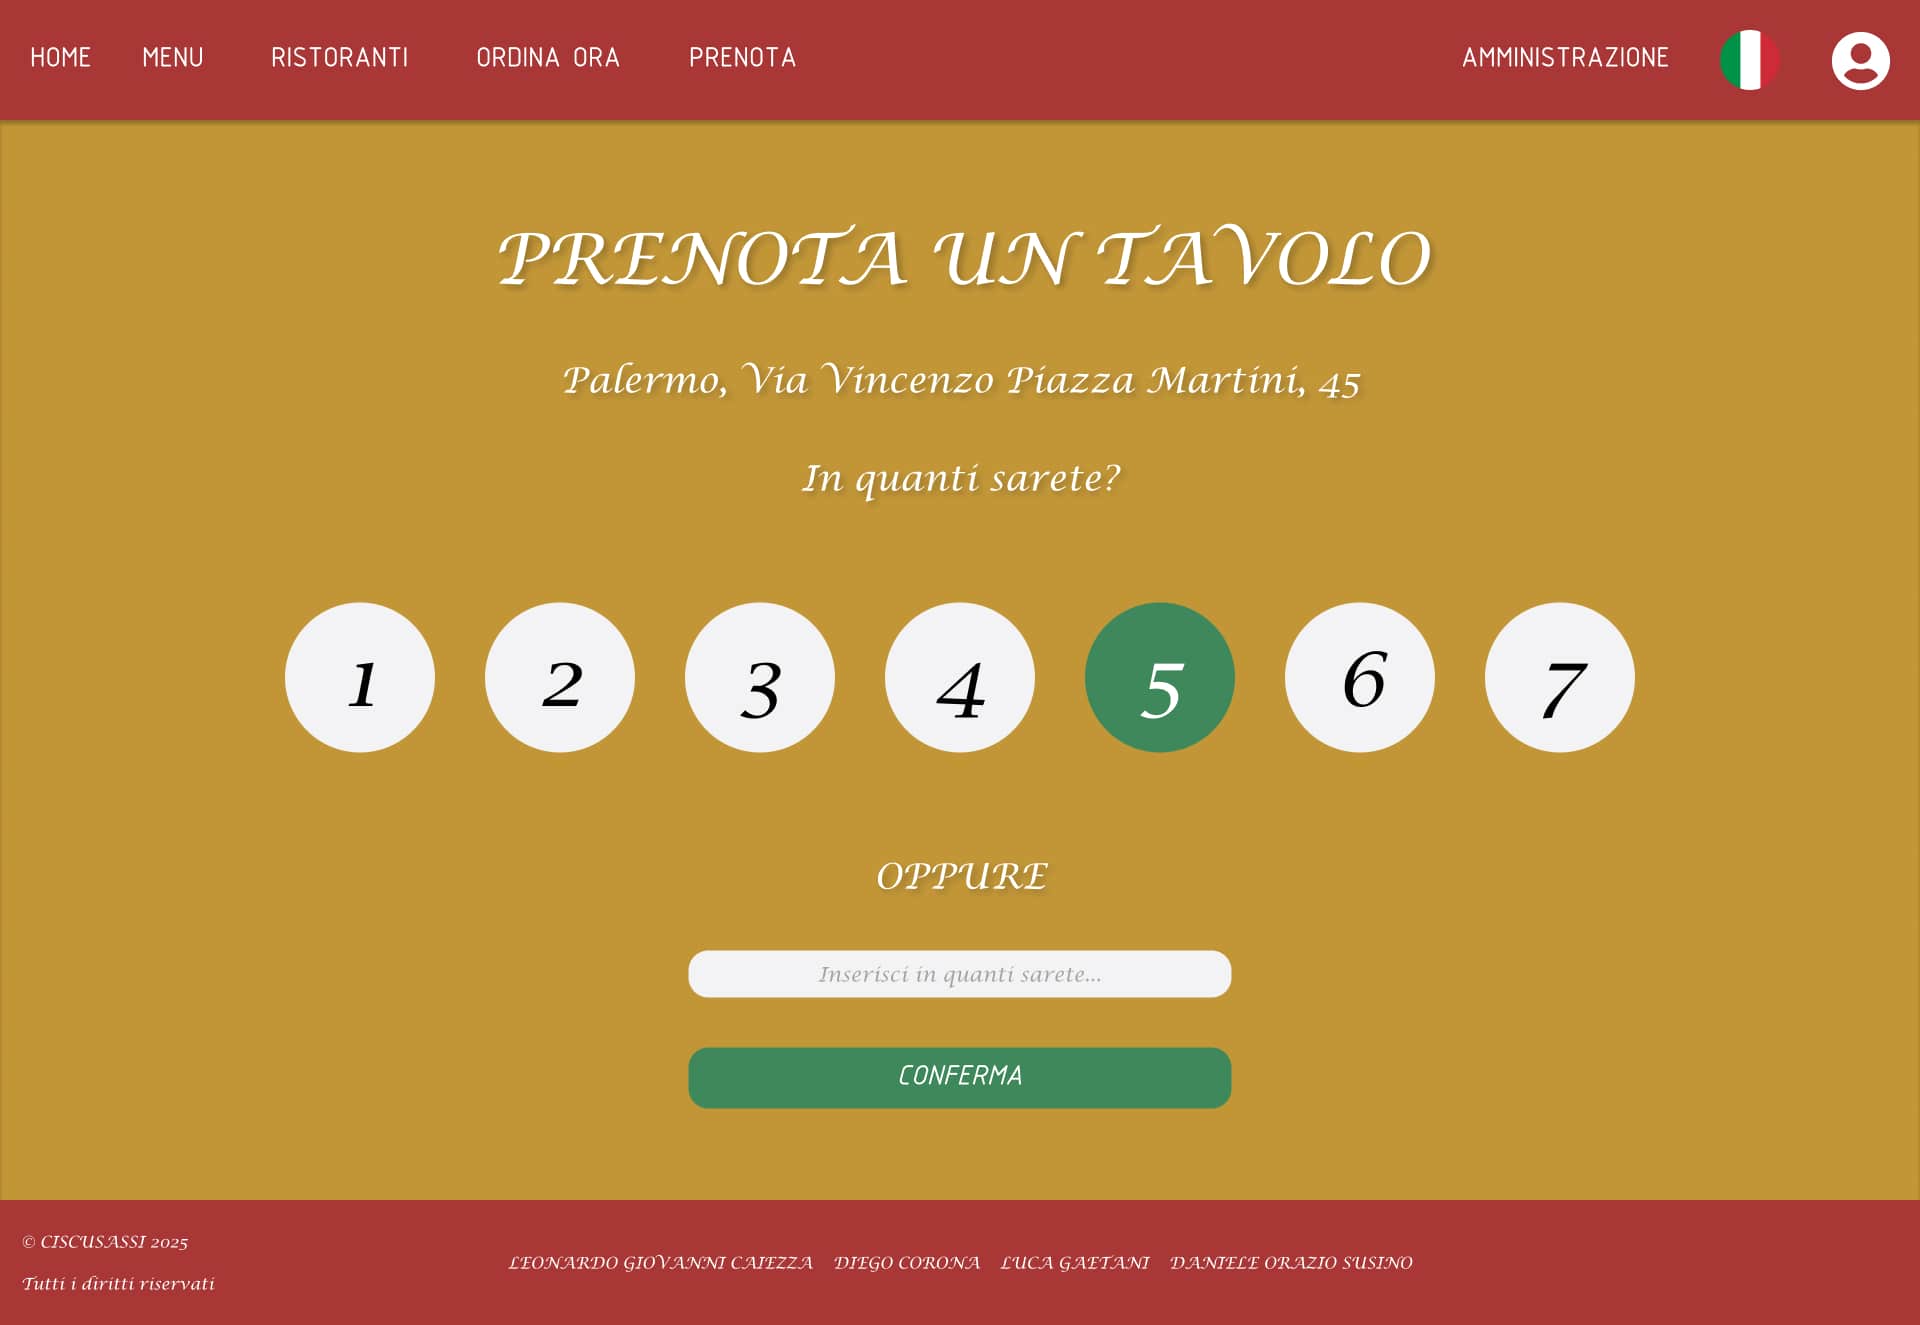 HOME MENU RISTORANTI ORDINA ORA PRENOTA AMMINISTRAZIONE
PRENOTA UN TAVOLO
Palermo, Via Vincenzo Piazza Martini, 45
In quanti sarete?
1 2 3 4 5 6 7
OPPURE
Inserisci in quanti sarete...
CONFERMA
© CISCUSASSI 2025
LEONARDO GIOVANNI CAIEZZA DIEGO CORONA LUCA GAETANI DANIELE ORAZIO SUSINO
Tutti i diritti riservati